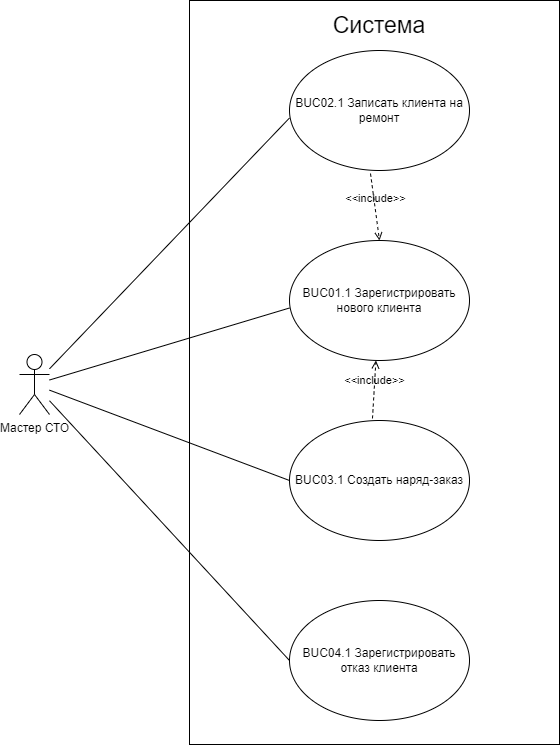 Система
BUC02.1 Записать клиента на
ремонт
<<include>>
BUC01.1 Зарегистрировать
нового клиента
<<include>>
Мастер СТО
BUC03.1 Создать наряд-заказ
BUC04.1 Зарегистрировать
отказ клиента